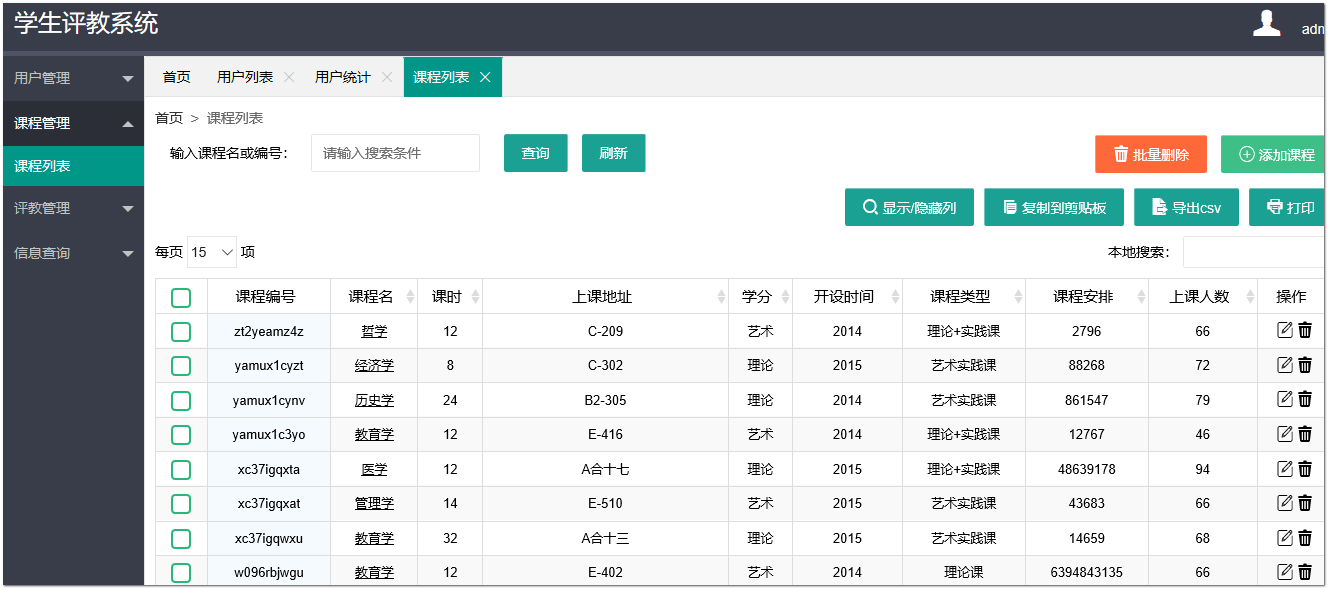 学生评教系统
adm
用户管理
课程管理
课程列表
评教管理
信息查询
首页 用户列表 用户统计 课程列表
首页 > 课程列表
输入课程名或编号： 请输入搜索条件 查询 刷新 批量删除 添加课程
显示/隐藏列 复制到剪贴板 导出csv 打印
每页 15 项 本地搜索：
课程编号 课程名 课时 上课地址 学分 开设时间 课程类型 课程安排 上课人数 操作
zt2yeamz4z 哲学 12 C-209 艺术 2014 理论+实践课 2796 66
yamux1cyzt 经济学 8 C-302 理论 2015 艺术实践课 88268 72
yamux1cynv 历史学 24 B2-305 理论 2014 艺术实践课 861547 79
yamux1c3yo 教育学 12 E-416 艺术 2014 理论+实践课 12767 46
xc37igqxta 医学 12 A合十七 理论 2015 理论+实践课 48639178 94
xc37igqxat 管理学 14 E-510 艺术 2015 艺术实践课 43683 66
xc37igqwxu 教育学 32 A合十三 理论 2015 艺术实践课 14659 68
w096rbjwgu 教育学 12 E-402 艺术 2014 理论课 6394843135 66